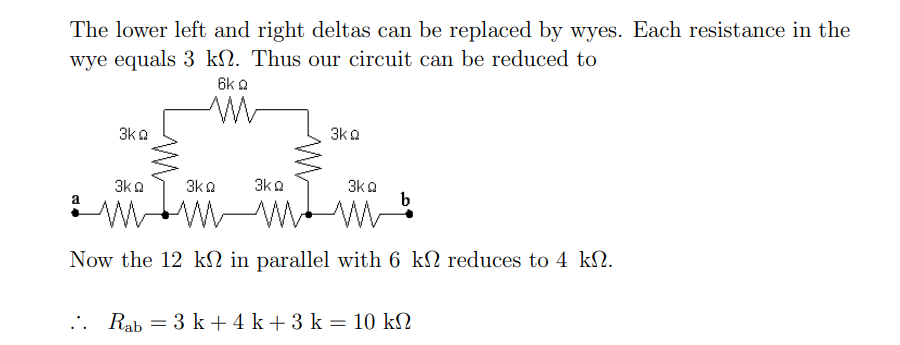 The lower left and right deltas can be replaced by wyes. Each resistance in the
wye equals 3 kΩ. Thus our circuit can be reduced to
6k Ω
3k Ω 3k Ω
3k Ω 3k Ω 3k Ω 3k Ω
a b
Now the 12 kΩ in parallel with 6 kΩ reduces to 4 kΩ.
∴ Rab = 3 k + 4 k + 3 k = 10 kΩ